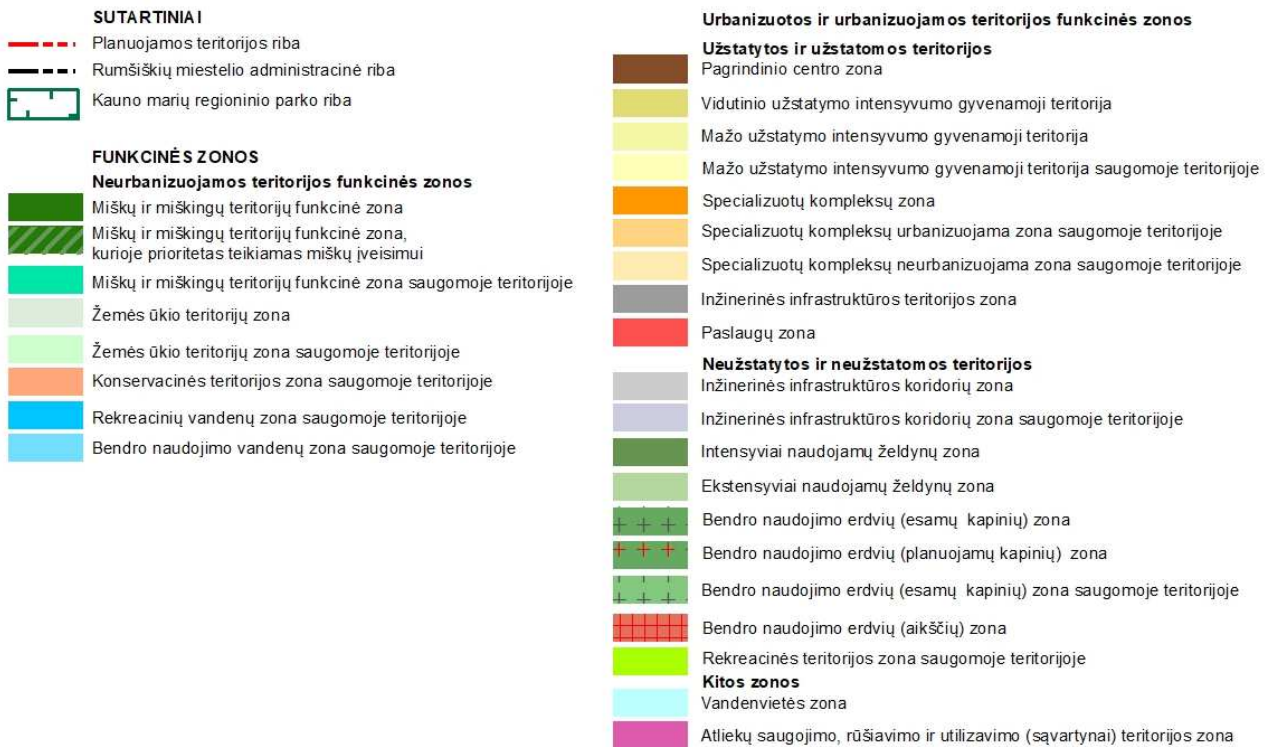 SUTARTINIAI
Planuojamos teritorijos riba
Rumšiškių miestelio administracinė riba
Kauno marių regioninio parko riba
FUNKCINĖS ZONOS
Neurbanizuojamos teritorijos funkcinės zonos
Miškų ir miškingų teritorijų funkcinė zona
Miškų ir miškingų teritorijų funkcinė zona,
kurioje prioritetas teikiamas miškų įveisimui
Miškų ir miškingų teritorijų funkcinė zona saugomoje teritorijoje
Žemės ūkio teritorijų zona
Žemės ūkio teritorijų zona saugomoje teritorijoje
Konservacinės teritorijos zona saugomoje teritorijoje
Rekreacinių vandenų zona saugomoje teritorijoje
Bendro naudojimo vandenų zona saugomoje teritorijoje
Urbanizuotos ir urbanizuojamos teritorijos funkcinės zonos
Užstatytos ir užstatomos teritorijos
Pagrindinio centro zona
Vidutinio užstatymo intensyvumo gyvenamoji teritorija
Mažo užstatymo intensyvumo gyvenamoji teritorija
Mažo užstatymo intensyvumo gyvenamoji teritorija saugomoje teritorijoje
Specializuotų kompleksų zona
Specializuotų kompleksų urbanizuojama zona saugomoje teritorijoje
Specializuotų kompleksų neurbanizuojama zona saugomoje teritorijoje
Inžinerinės infrastruktūros teritorijos zona
Paslaugų zona
Neužstatytos ir neužstatomos teritorijos
Inžinerinės infrastruktūros koridorių zona
Inžinerinės infrastruktūros koridorių zona saugomoje teritorijoje
Intensyviai naudojamų želdynų zona
Ekstensyviai naudojamų želdynų zona
Bendro naudojimo erdvių (esamų kapinių) zona
Bendro naudojimo erdvių (planuojamų kapinių) zona
Bendro naudojimo erdvių (esamų kapinių) zona saugomoje teritorijoje
Bendro naudojimo erdvių (aikščių) zona
Rekreacinės teritorijos zona saugomoje teritorijoje
Kitos zonos
Vandenvietės zona
Atliekų saugojimo, rūšiavimo ir utilizavimo (sąvartynai) teritorijos zona